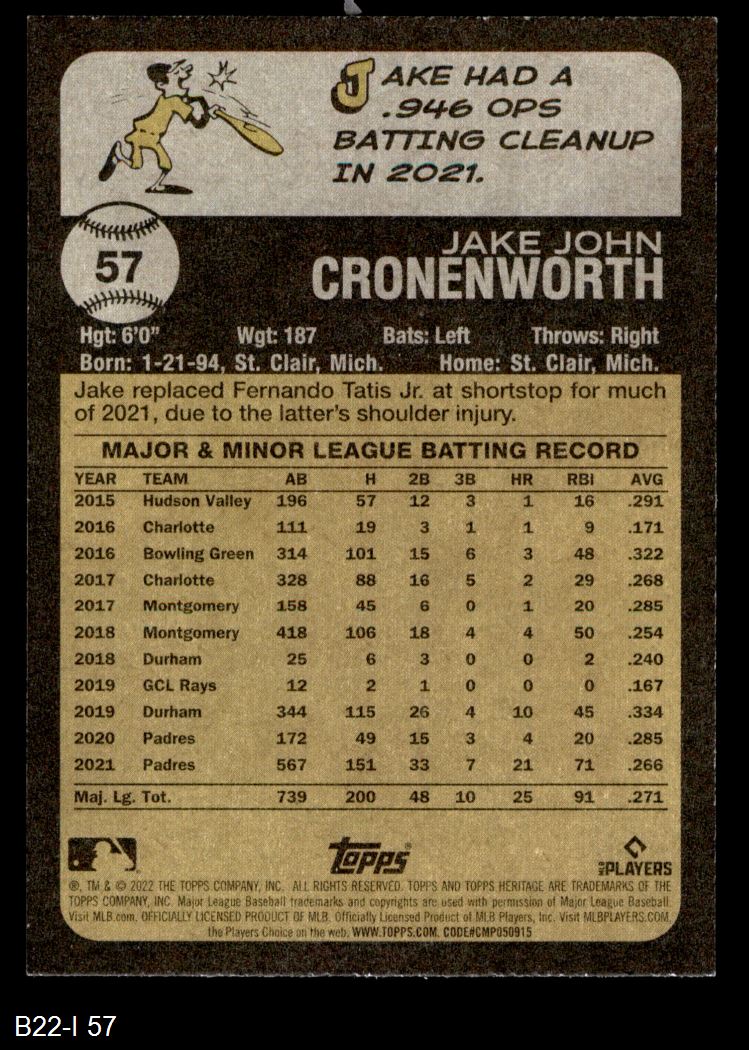 JAKE HAD A
.946 OPS
BATTING CLEANUP
IN 2021.
57
JAKE JOHN
CRONENWORTH
Hgt: 6'0" Wgt: 187 Bats: Left Throws: Right
Born: 1-21-94, St. Clair, Mich. Home: St. Clair, Mich.
Jake replaced Fernando Tatis Jr. at shortstop for much
of 2021, due to the latter's shoulder injury.
MAJOR & MINOR LEAGUE BATTING RECORD
YEAR TEAM AB H 2B 3B HR RBI AVG
2015 Hudson Valley 196 57 12 3 1 16 .291
2016 Charlotte 111 19 3 1 1 9 .171
2016 Bowling Green 314 101 15 6 3 48 .322
2017 Charlotte 328 88 16 5 2 29 .268
2017 Montgomery 158 45 6 0 1 20 .285
2018 Montgomery 418 106 18 4 4 50 .254
2018 Durham 25 6 3 0 0 2 .240
2019 GCL Rays 12 2 1 0 0 0 .167
2019 Durham 344 115 26 4 10 45 .334
2020 Padres 172 49 15 3 4 20 .285
2021 Padres 567 151 33 7 21 71 .266
Maj. Lg. Tot. 739 200 48 10 25 91 .271
Topps
MLB PLAYERS
®, TM & © 2022 THE TOPPS COMPANY, INC. ALL RIGHTS RESERVED. TOPPS AND TOPPS HERITAGE ARE TRADEMARKS OF THE
TOPPS COMPANY, INC. Major League Baseball trademarks and copyrights are used with permission of Major League Baseball.
Visit MLB.com. OFFICIALLY LICENSED PRODUCT OF MLB. Officially Licensed Product of MLB Players, Inc. Visit MLBPLAYERS.COM,
the Players Choice on the web. WWW.TOPPS.COM. CODE#CMP050915
B22-I 57